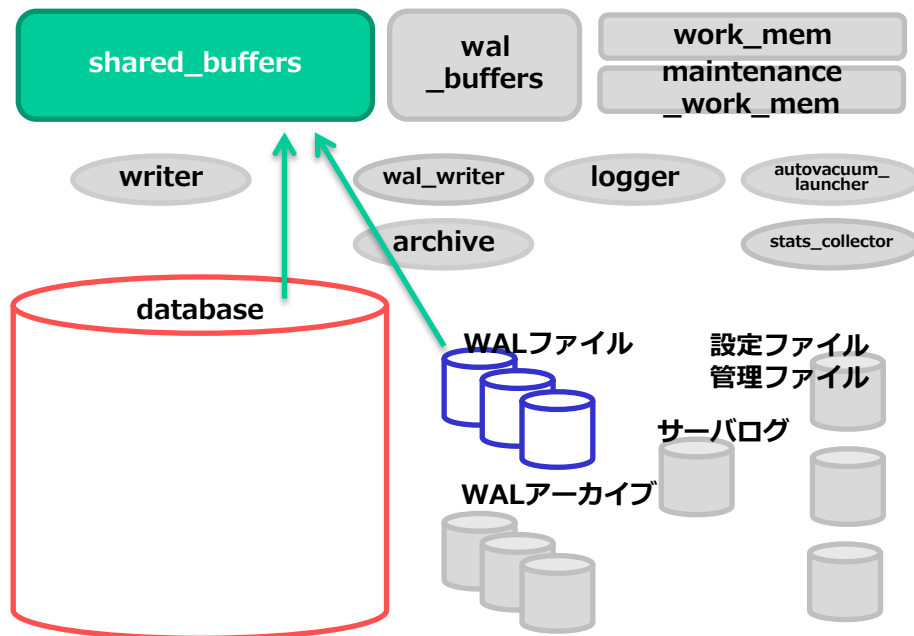 shared_buffers
wal
_buffers
work_mem
maintenance
_work_mem
writer
wal_writer
logger
autovacuum_
launcher
archive
stats_collector
database
WALファイル
設定ファイル
管理ファイル
サーバログ
WALアーカイブ